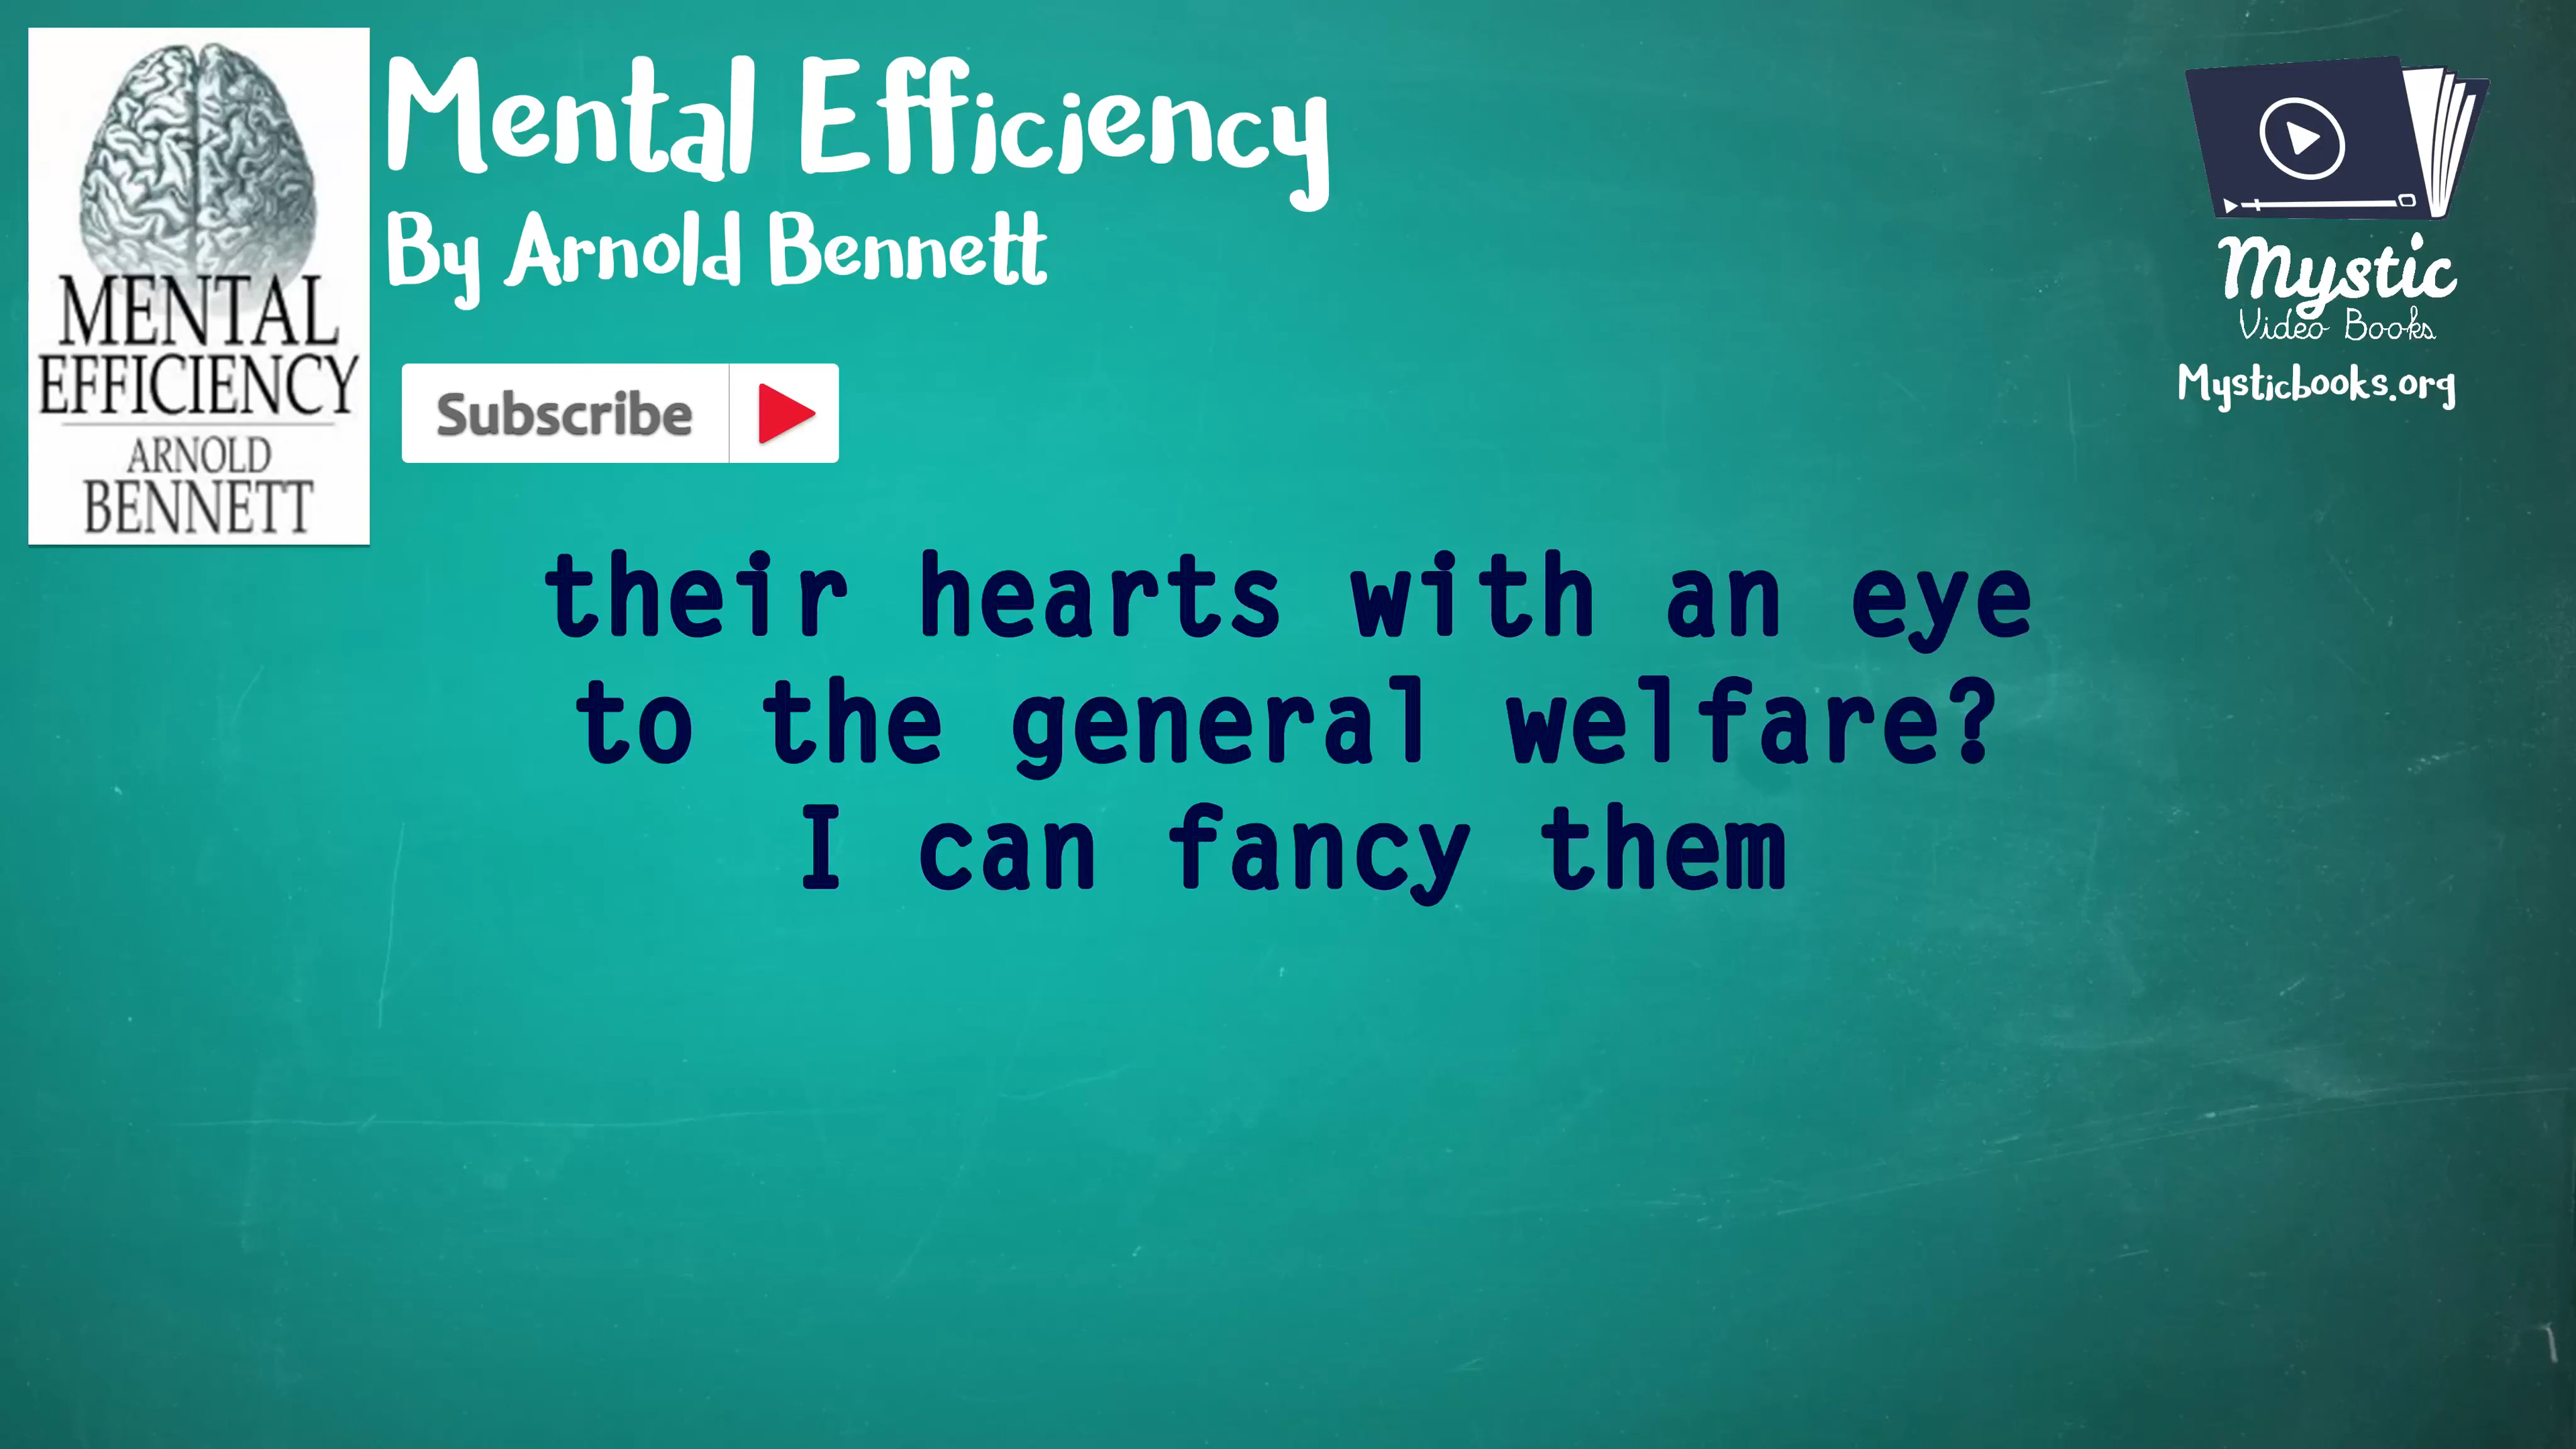 Mental Efficiency
By Arnold Bennett
MENTAL
EFFICIENCY
ARNOLD
BENNETT
Subscribe
Mystic
Video Books
Mysticbooks.org
their hearts with an eye
to the general welfare?
I can fancy them